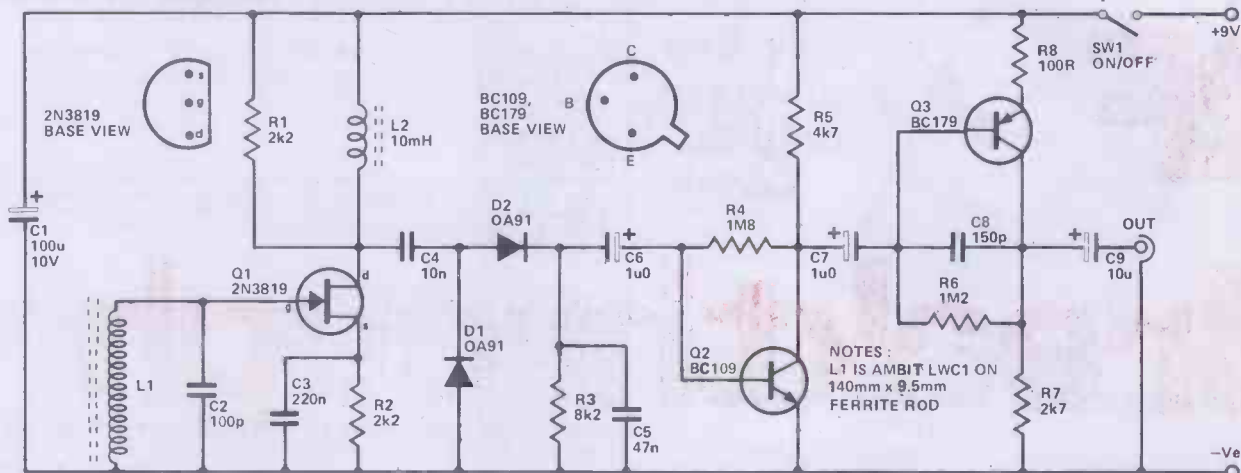 2N3819
BASE VIEW
s
g
d
R1
2k2
L2
10mH
BC109,
BC179
BASE VIEW
C
B
E
R5
4k7
R8
100R
SW1
ON/OFF
+9V
Q3
BC179
+
C1
100u
10V
D2
OA91
C4
10n
+
C6
1u0
R4
1M8
+
C7
1u0
C8
150p
+
C9
10u
OUT
Q1
2N3819
d
g
s
R6
1M2
D1
OA91
L1
C2
100p
C3
220n
R2
2k2
R3
8k2
C5
47n
Q2
BC109
NOTES :
L1 IS AMBIT LWC1 ON
140mm x 9.5mm
FERRITE ROD
R7
2k7
–Ve